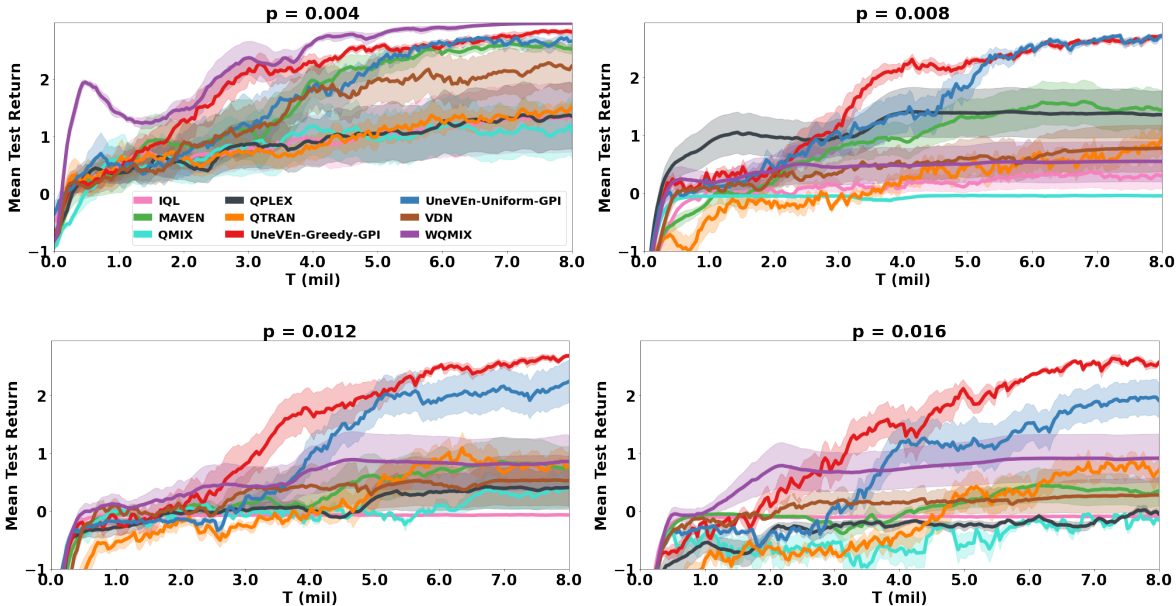 p = 0.004
Mean Test Return
2
1
0
−1
0.0 1.0 2.0 3.0 4.0 5.0 6.0 7.0 8.0
T (mil)
IQL QPLEX UneVEn-Uniform-GPI
MAVEN QTRAN VDN
QMIX UneVEn-Greedy-GPI WQMIX
p = 0.008
Mean Test Return
2
1
0
−1
0.0 1.0 2.0 3.0 4.0 5.0 6.0 7.0 8.0
T (mil)
p = 0.012
Mean Test Return
2
1
0
−1
0.0 1.0 2.0 3.0 4.0 5.0 6.0 7.0 8.0
T (mil)
p = 0.016
Mean Test Return
2
1
0
−1
0.0 1.0 2.0 3.0 4.0 5.0 6.0 7.0 8.0
T (mil)